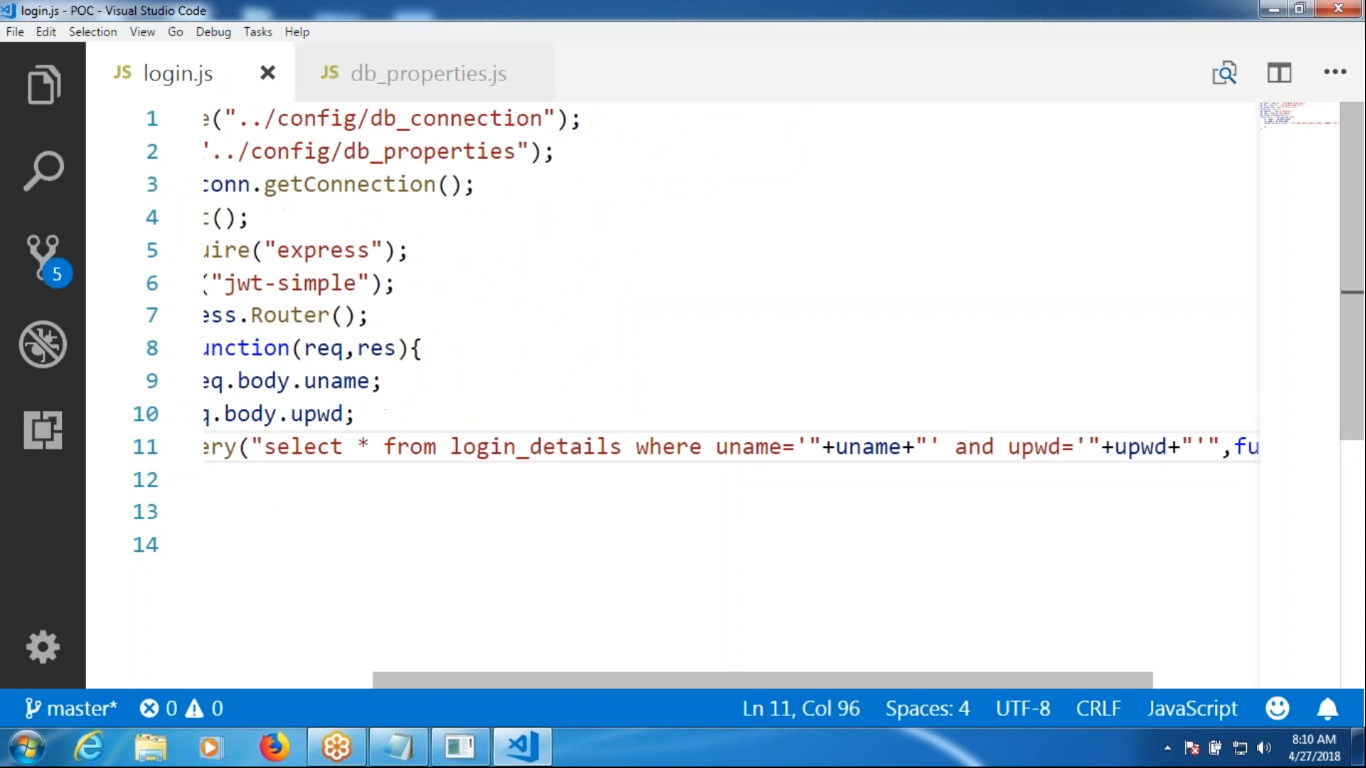 login.js - POC - Visual Studio Code
File Edit Selection View Go Debug Tasks Help
JS login.js JS db_properties.js
1 e("../config/db_connection");
2 "../config/db_properties");
3 conn.getConnection();
4 t();
5 uire("express");
6 ("jwt-simple");
7 ess.Router();
8 unction(req,res){
9 eq.body.uname;
10 q.body.upwd;
11 ery("select * from login_details where uname='"+uname+"' and upwd='"+upwd+"'",fu
12
13
14
5
master* 0 0 Ln 11, Col 96 Spaces: 4 UTF-8 CRLF JavaScript
8:10 AM
4/27/2018